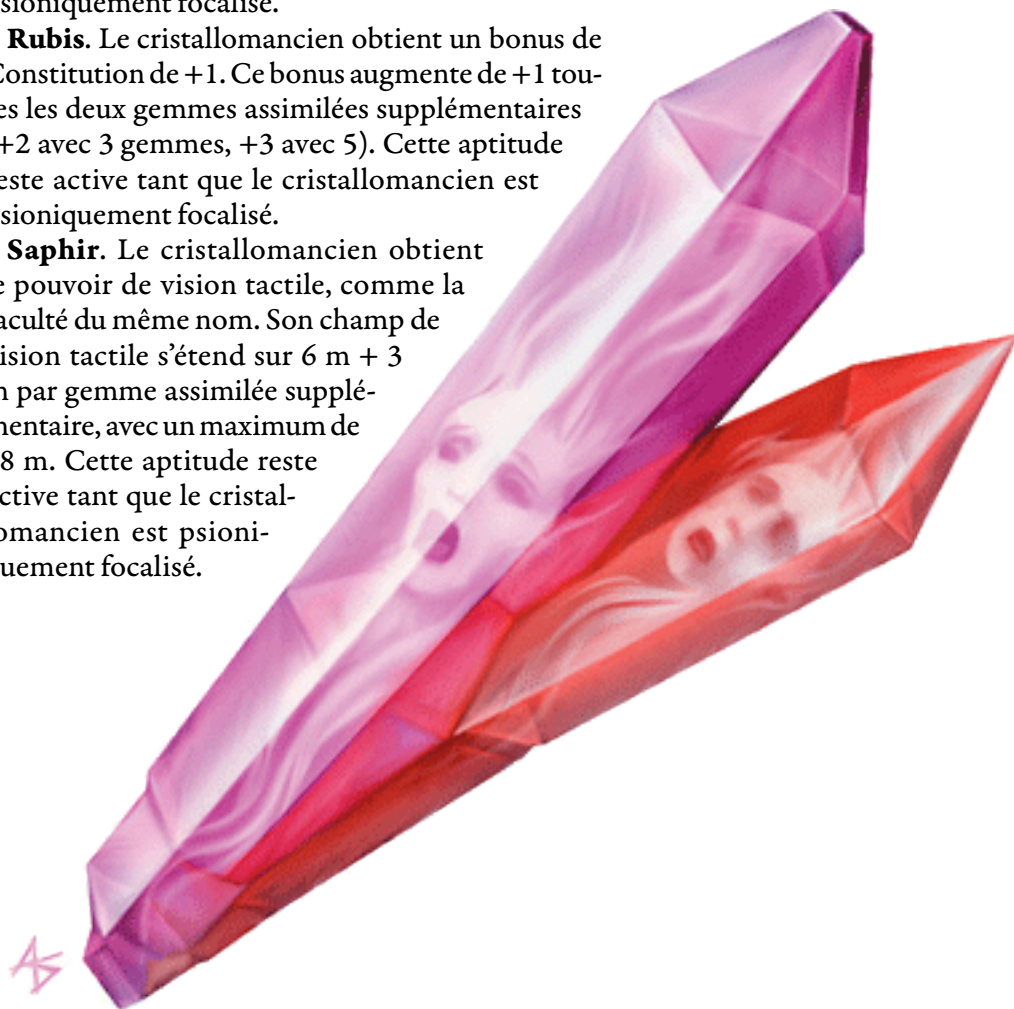 sioniquement focalisé.
Rubis. Le cristallomancien obtient un bonus de
Constitution de +1. Ce bonus augmente de +1 tou-
es les deux gemmes assimilées supplémentaires
+2 avec 3 gemmes, +3 avec 5). Cette aptitude
este active tant que le cristallomancien est
sioniquement focalisé.
Saphir. Le cristallomancien obtient
e pouvoir de vision tactile, comme la
aculté du même nom. Son champ de
ision tactile s’étend sur 6 m + 3
m par gemme assimilée supplé-
mentaire, avec un maximum de
8 m. Cette aptitude reste
ctive tant que le cristal-
omancien est psioni-
uement focalisé.